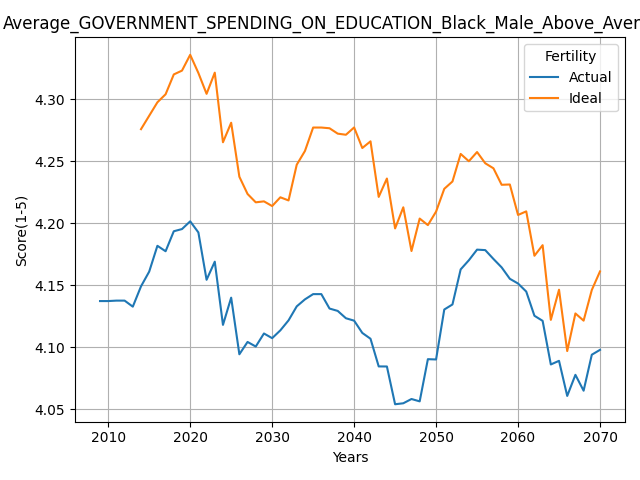 Average_GOVERNMENT_SPENDING_ON_EDUCATION_Black_Male_Above_Aver
Fertility
Actual
Ideal
Score(1-5)
4.30
4.25
4.20
4.15
4.10
4.05
2010 2020 2030 2040 2050 2060 2070
Years